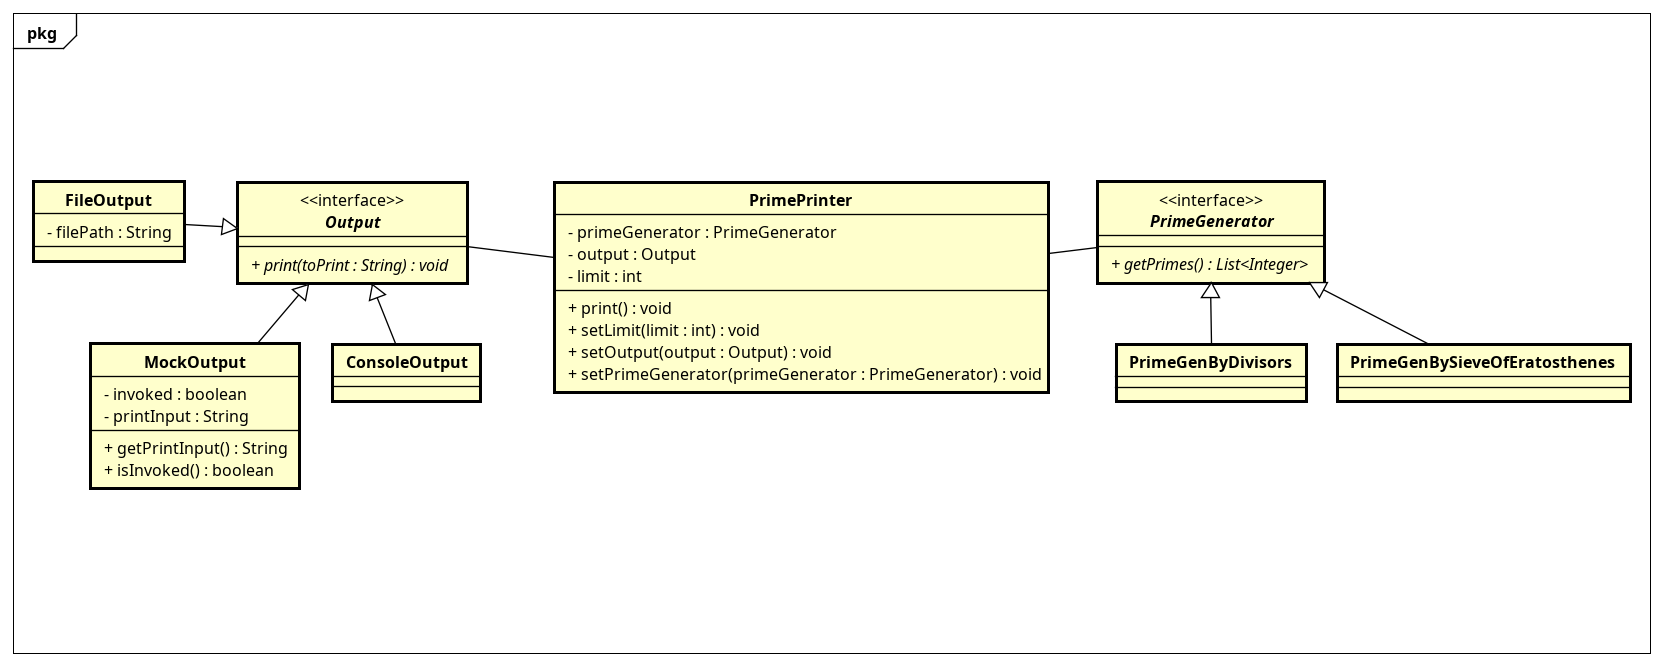 pkg
FileOutput
- filePath : String
<<interface>>
Output
+ print(toPrint : String) : void
PrimePrinter
- primeGenerator : PrimeGenerator
- output : Output
- limit : int
+ print() : void
+ setLimit(limit : int) : void
+ setOutput(output : Output) : void
+ setPrimeGenerator(primeGenerator : PrimeGenerator) : void
<<interface>>
PrimeGenerator
+ getPrimes() : List<Integer>
MockOutput
- invoked : boolean
- printInput : String
+ getPrintInput() : String
+ isInvoked() : boolean
ConsoleOutput
PrimeGenByDivisors
PrimeGenBySieveOfEratosthenes